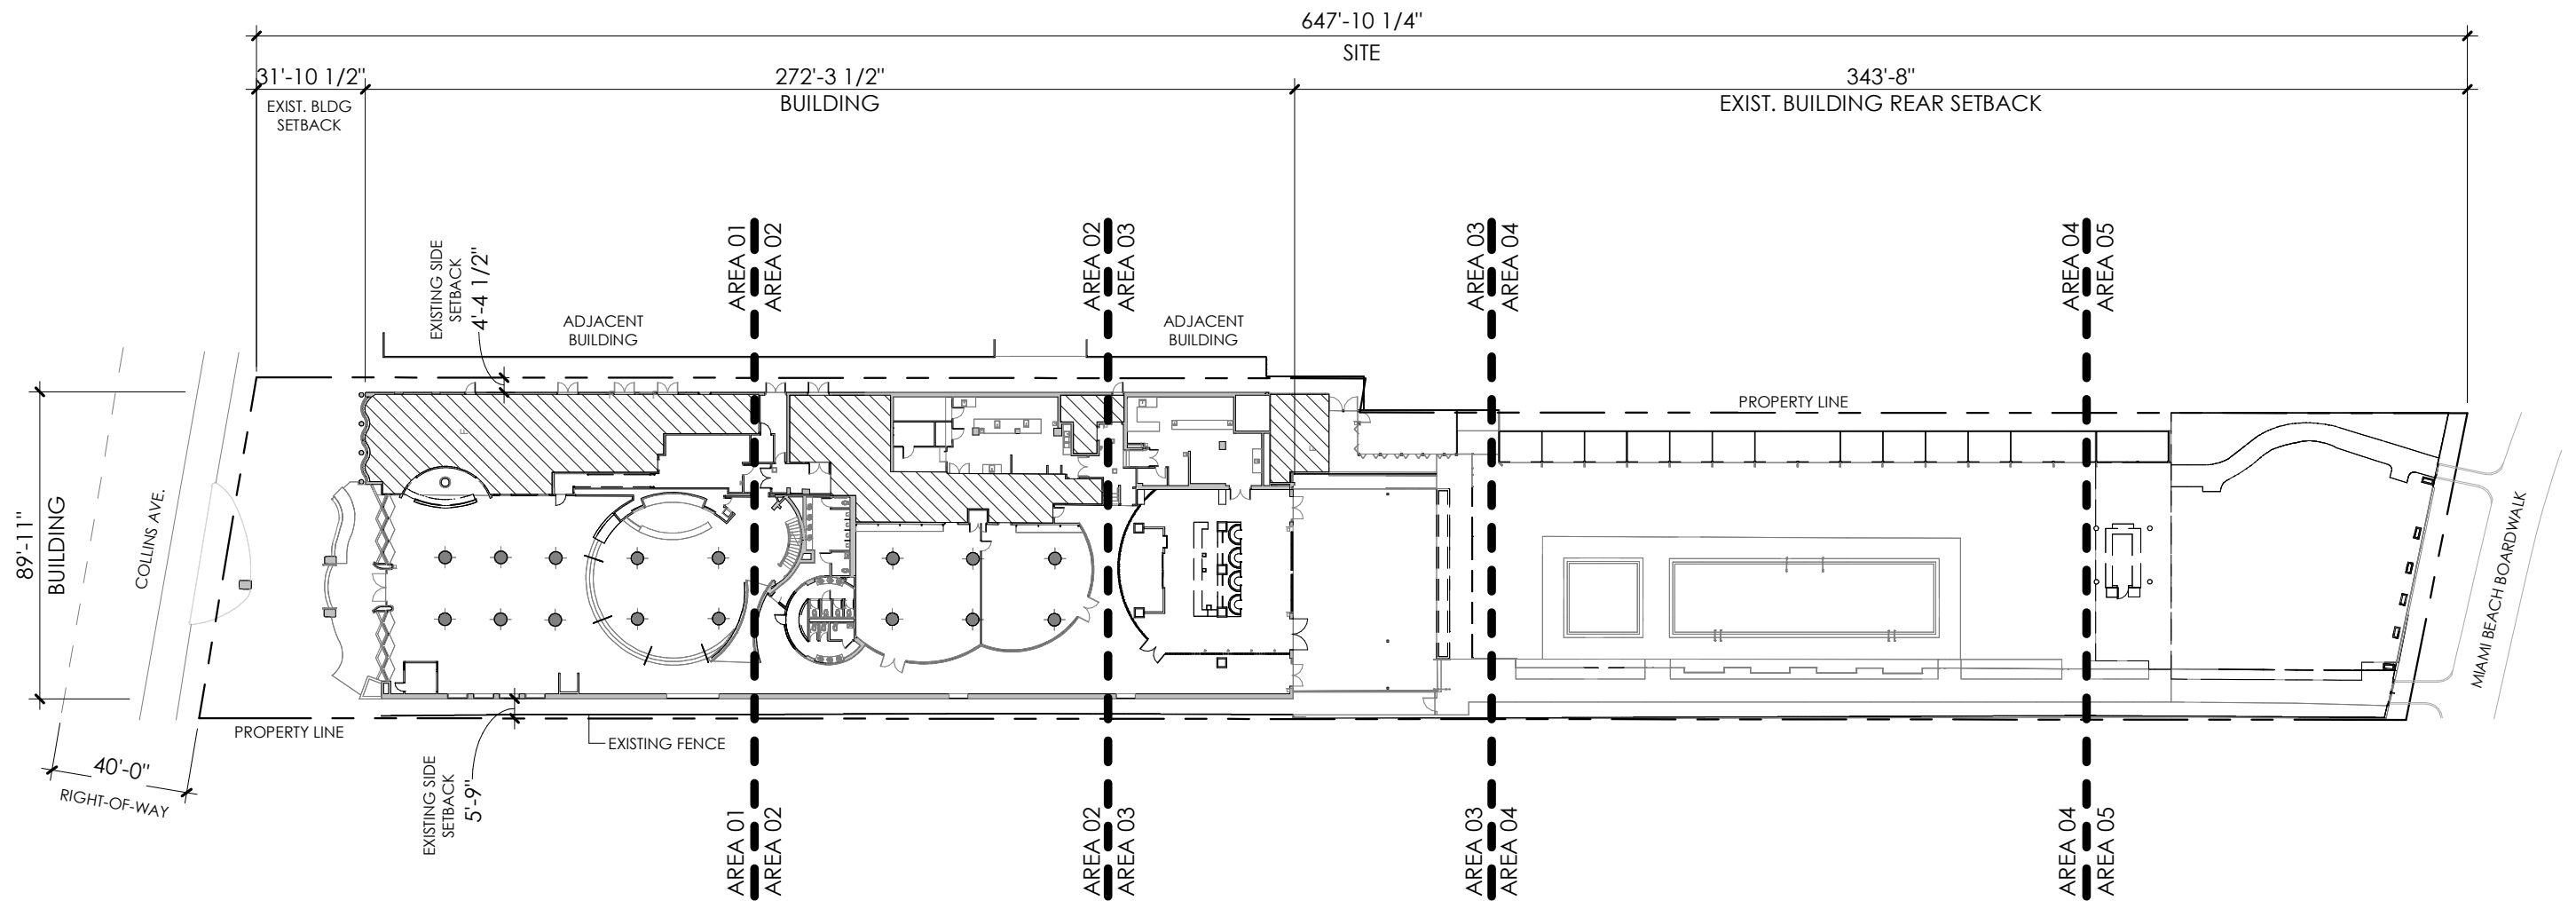 647'-10 1/4"
SITE
31'-10 1/2"
272'-3 1/2"
343'-8"
EXIST. BLDG
SETBACK
BUILDING
EXIST. BUILDING REAR SETBACK
AREA 01
AREA 02
AREA 02
AREA 03
AREA 03
AREA 04
AREA 04
AREA 05
EXISTING SIDE
SETBACK
4'-4 1/2"
ADJACENT
BUILDING
ADJACENT
BUILDING
PROPERTY LINE
89'-11"
BUILDING
COLLINS AVE.
MIAMI BEACH BOARDWALK
PROPERTY LINE
EXISTING FENCE
40'-0"
RIGHT-OF-WAY
EXISTING SIDE
SETBACK
5'-9"
AREA 01
AREA 02
AREA 02
AREA 03
AREA 03
AREA 04
AREA 04
AREA 05